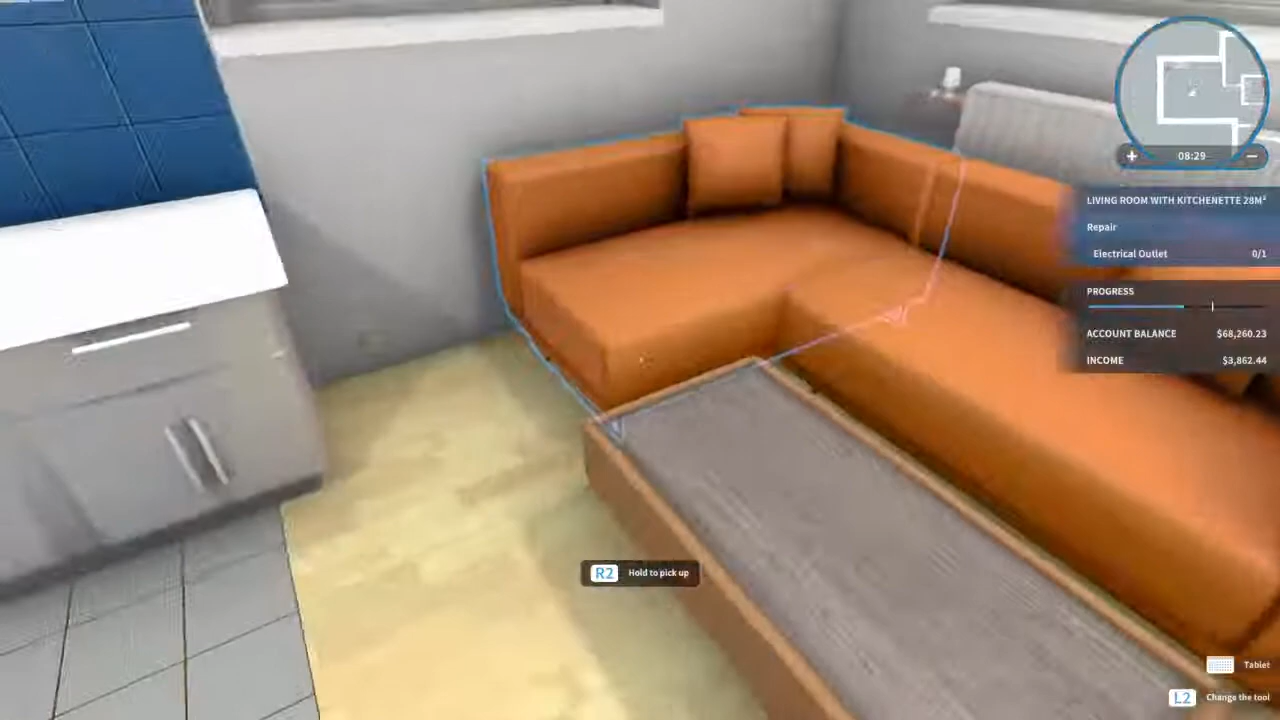 08:29
LIVING ROOM WITH KITCHENETTE 28M²
Repair
Electrical Outlet 0/1
PROGRESS
ACCOUNT BALANCE $68,260.23
INCOME $3,862.44
R2 Hold to pick up
Tablet
L2 Change the tool